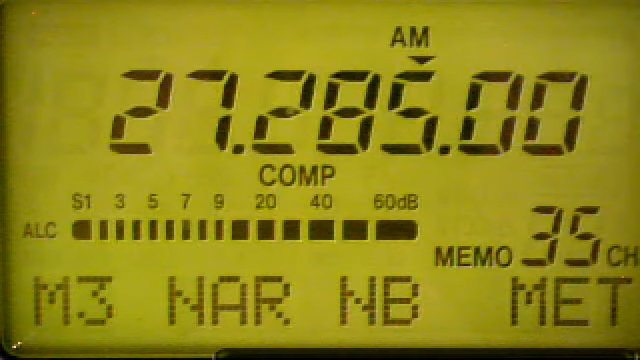 AM
27.285.00
COMP
S1 3 5 7 9 20 40 60dB
ALC
MEMO 35 CH
M3 NAR NB MET